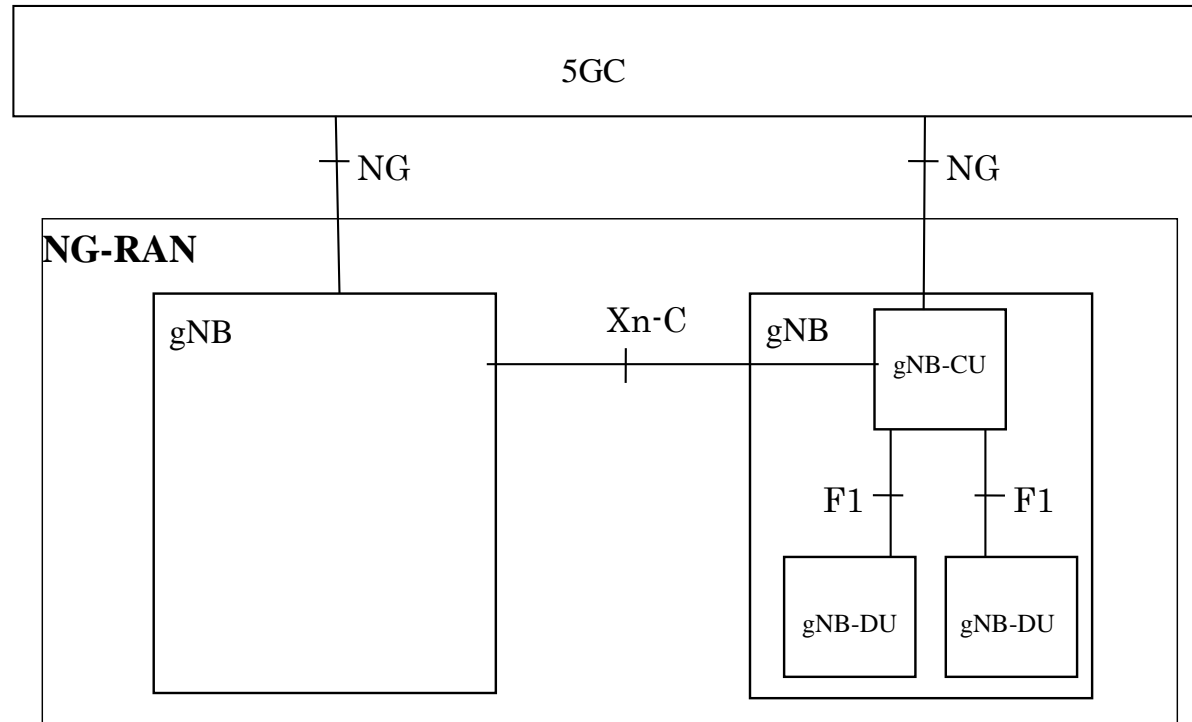 5GC
NG
NG
NG-RAN
gNB
Xn-C
gNB
gNB-CU
F1
F1
gNB-DU
gNB-DU